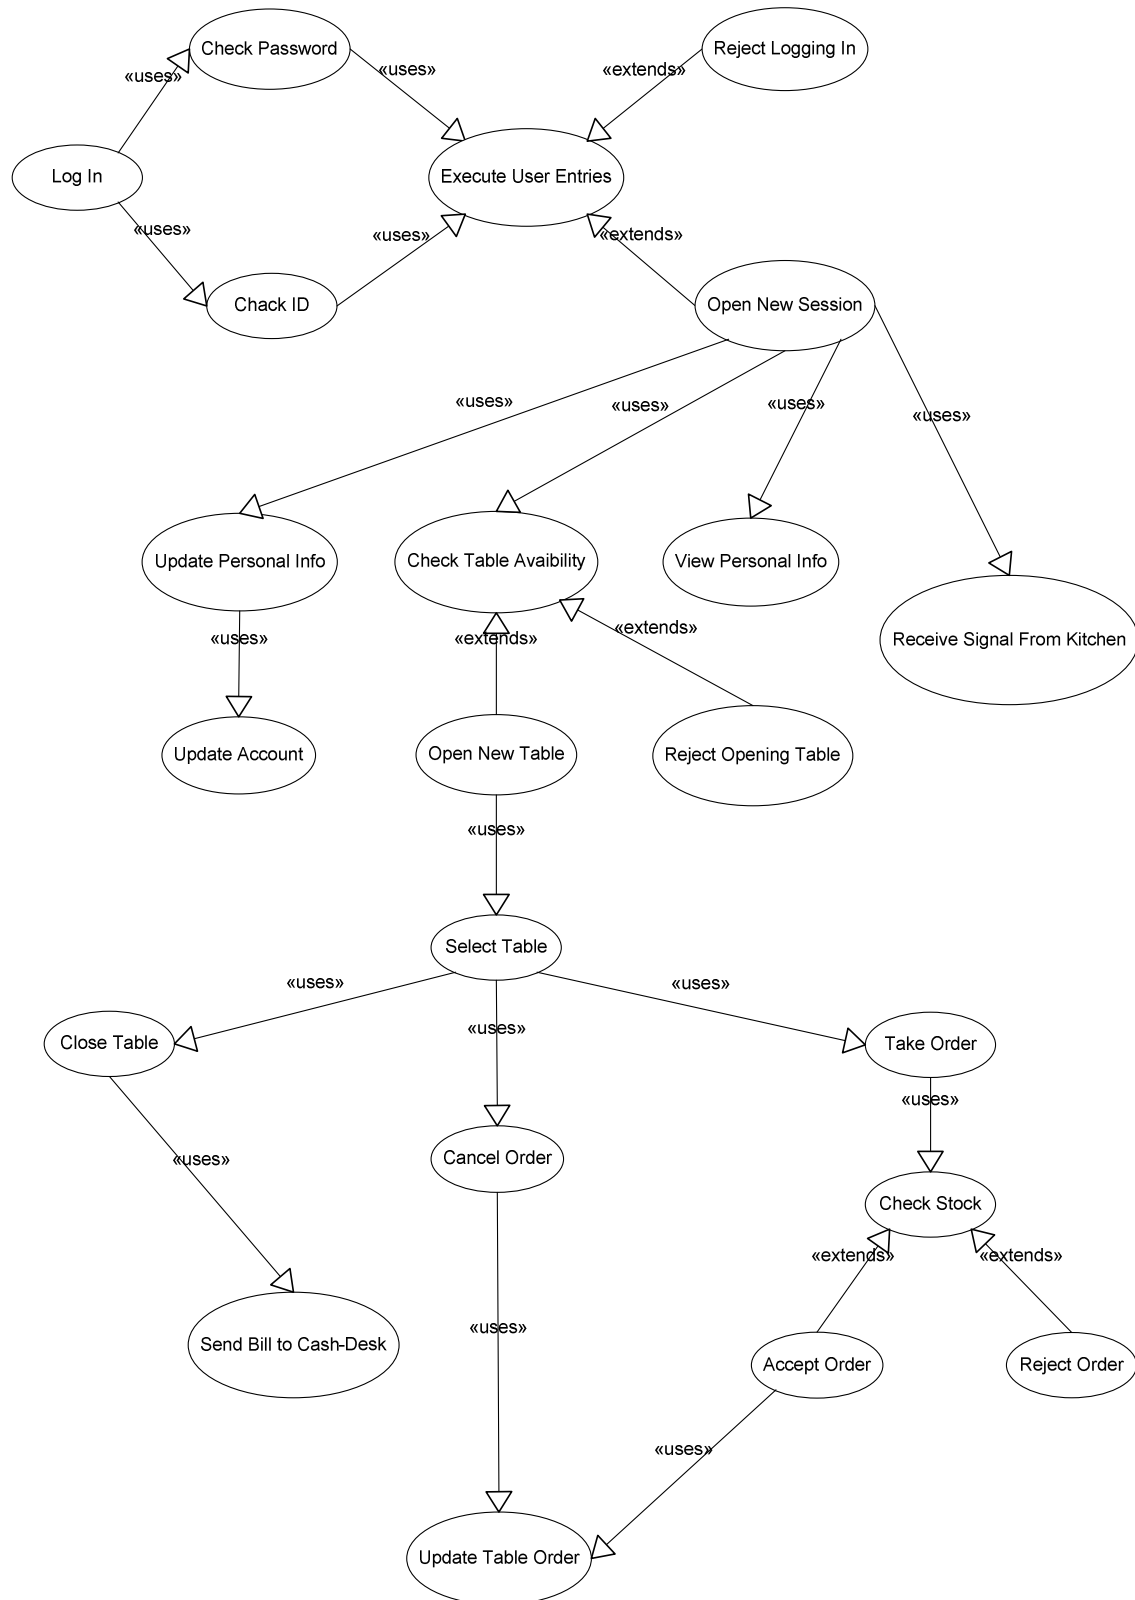 Check Password
Reject Logging In
«uses»
«uses»
«extends»
Log In
Execute User Entries
«uses»
«uses»
«extends»
Chack ID
Open New Session
«uses»
«uses»
«uses»
«uses»
Update Personal Info
Check Table Avaibility
View Personal Info
Receive Signal From Kitchen
«uses»
«extends»
«extends»
Update Account
Open New Table
Reject Opening Table
«uses»
Select Table
«uses»
«uses»
«uses»
Close Table
Take Order
«uses»
«uses»
Cancel Order
Check Stock
«extends»
«extends»
«uses»
Send Bill to Cash-Desk
Accept Order
Reject Order
«uses»
Update Table Order